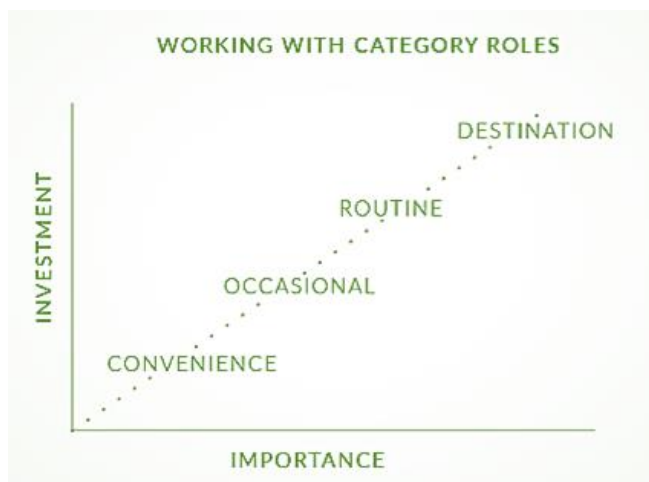 WORKING WITH CATEGORY ROLES
DESTINATION
ROUTINE
OCCASIONAL
CONVENIENCE
INVESTMENT
IMPORTANCE